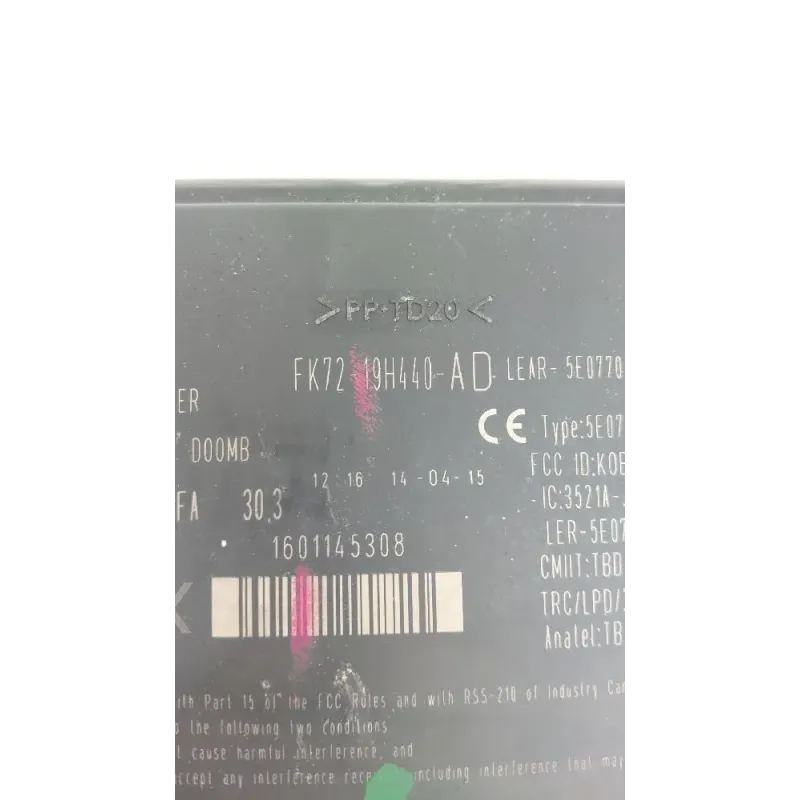 >PP+TD20<
FK72-19H440-AD LEAR-5E0770
ER
CE Type:5E07
D00MB
FCC ID:KOB
12:16 14-04-15
IC:3521A-
FA 30.3
LER-5E07
1601145308
CMIIT:TBD
TRC/LPD/
Anatel:TB
ith Part 15 of the FCC Rules and with RSS-210 of Industry Ca
the following two conditions
cause harmful interference, and
accept any interference including interference that may